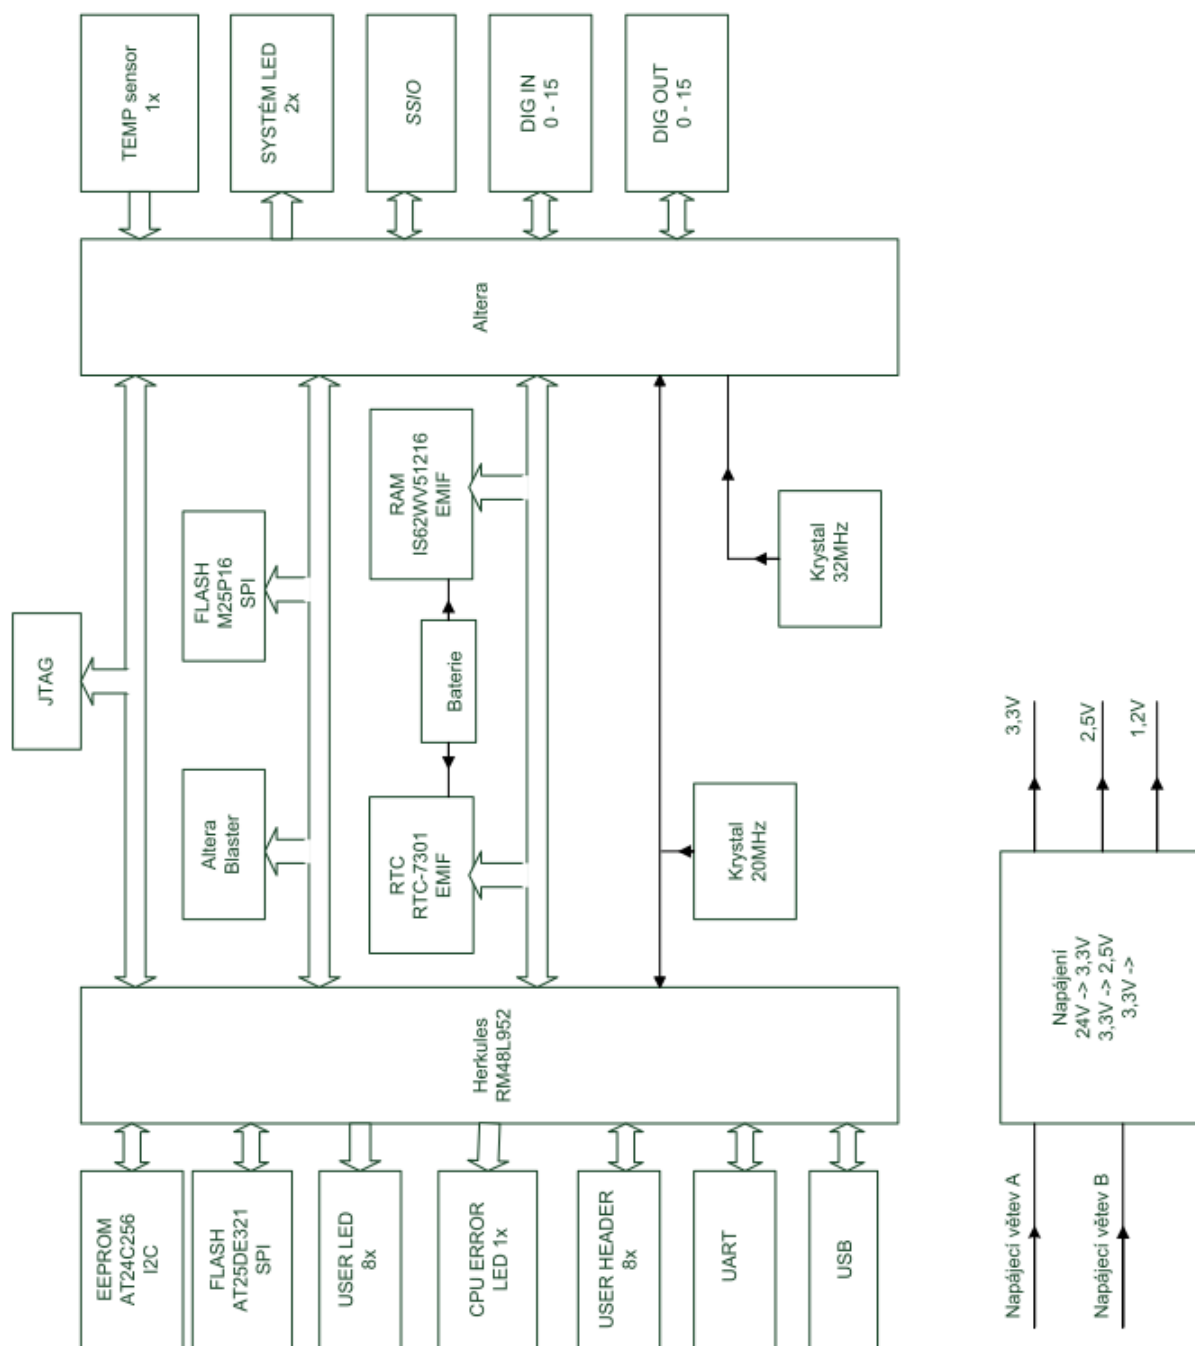 TEMP sensor
1x
SYSTÉM LED
2x
SSIO
DIG IN
0 - 15
DIG OUT
0 - 15
Altera
JTAG
FLASH
M25P16
SPI
RAM
IS62WV51216
EMIF
Krystal
32MHz
Baterie
Altera
Blaster
RTC
RTC-7301
EMIF
Krystal
20MHz
Herkules
RM48L952
EEPROM
AT24C256
I2C
FLASH
AT25DE321
SPI
USER LED
8x
CPU ERROR
LED 1x
USER HEADER
8x
UART
USB
3,3V
2,5V
1,2V
Napájení
24V -> 3,3V
3,3V -> 2,5V
3,3V ->
Napájecí větev A
Napájecí větev B